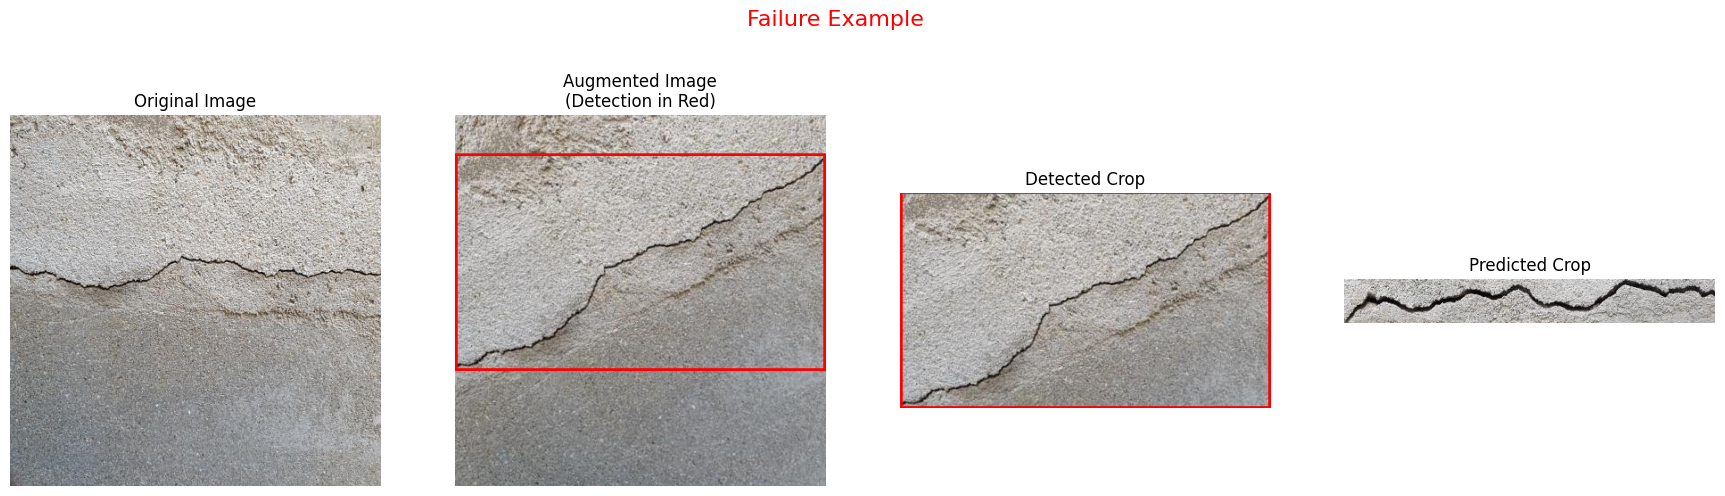 Failure Example
Original Image
Augmented Image
(Detection in Red)
Detected Crop
Predicted Crop